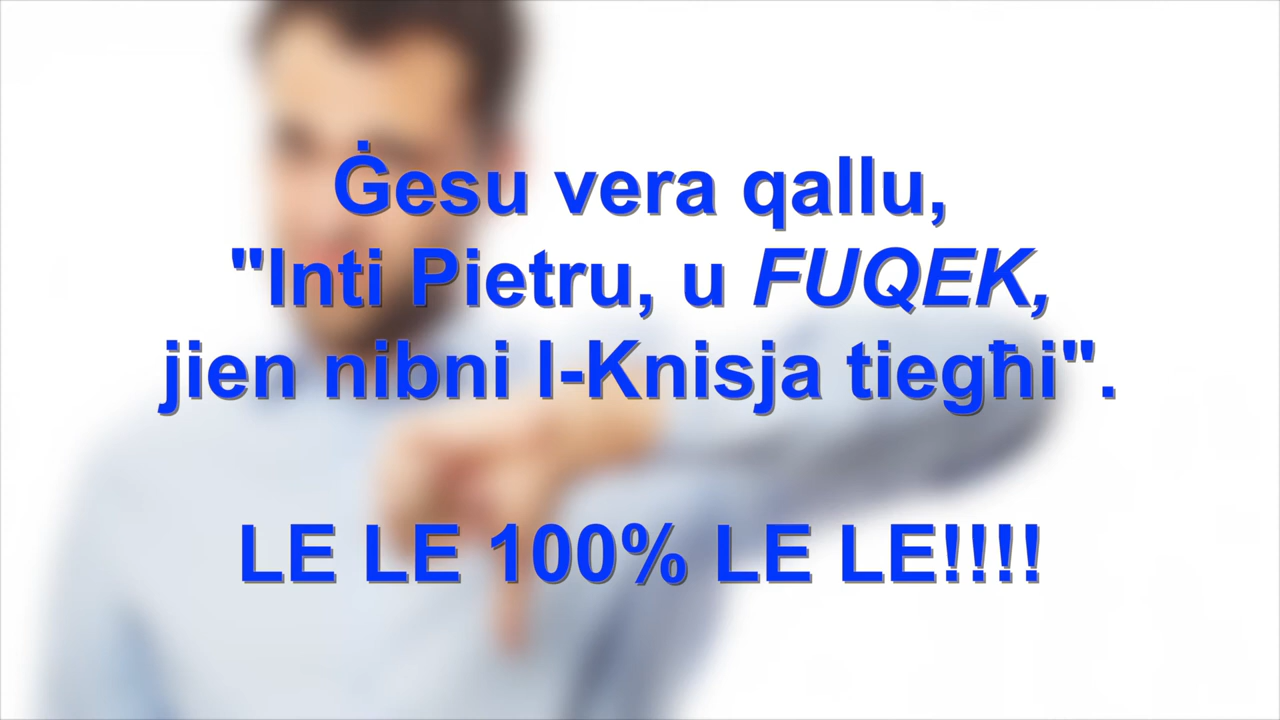 Ġesu vera qallu,
"Inti Pietru, u FUQEK,
jien nibni l-Knisja tiegħi".
LE LE 100% LE LE!!!!